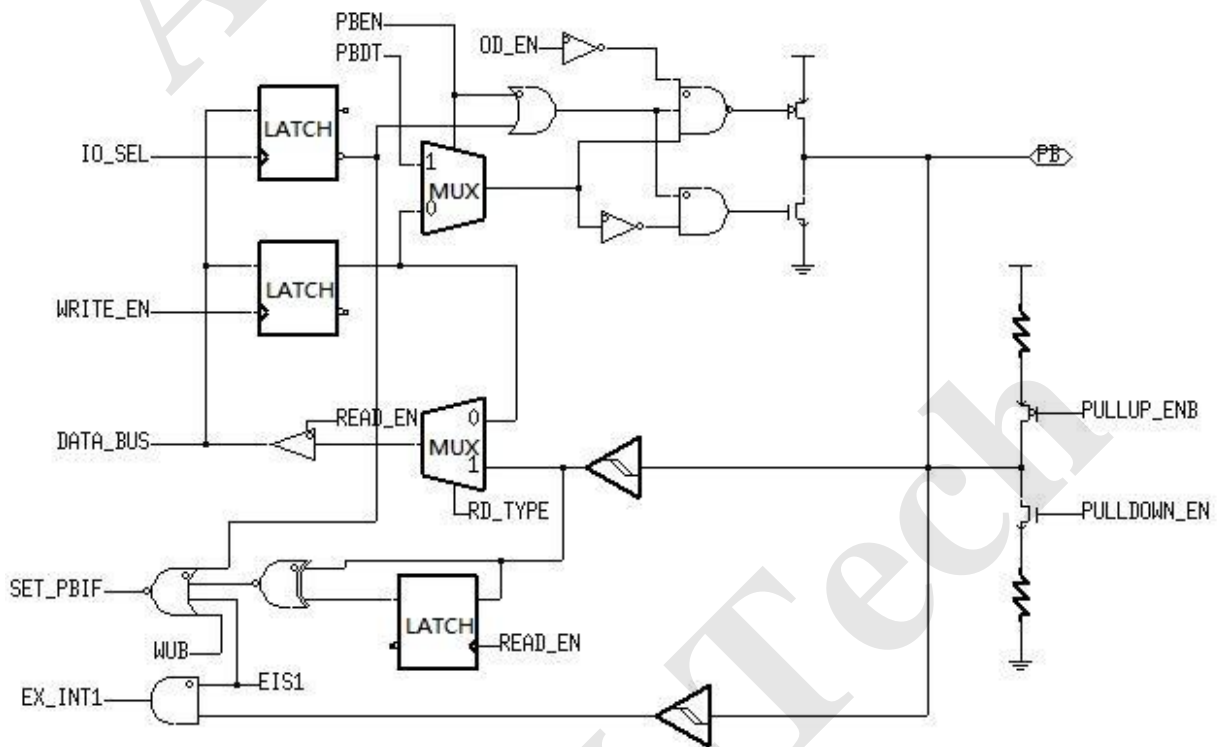 PBEN
PBDT
OD_EN
LATCH
IO_SEL
1
MUX
0
PB
LATCH
WRITE_EN
READ_EN
0
MUX
1
DATA_BUS
PULLUP_ENB
RD_TYPE
PULLDOWN_EN
SET_PBIF
LATCH
READ_EN
WUB
EIS1
EX_INT1
Tech